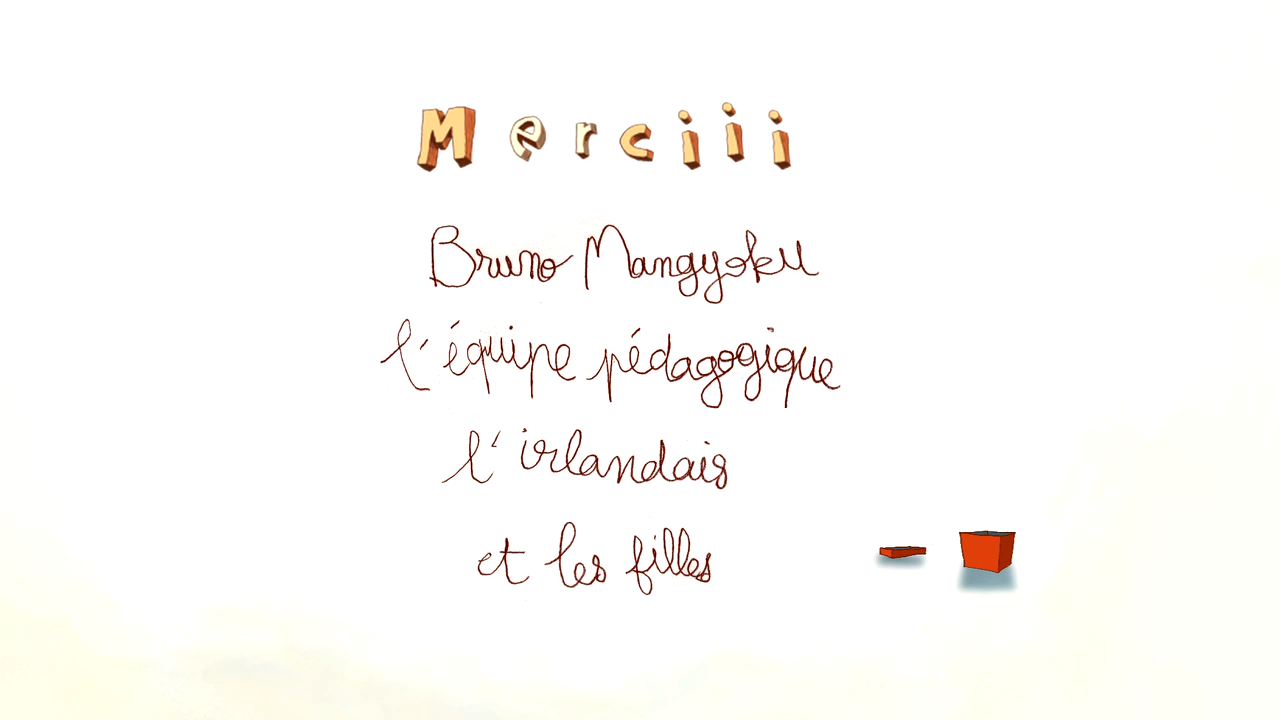 Merciii
Bruno Mangyoku
l'équipe pédagogique
l'irlandais
et les filles